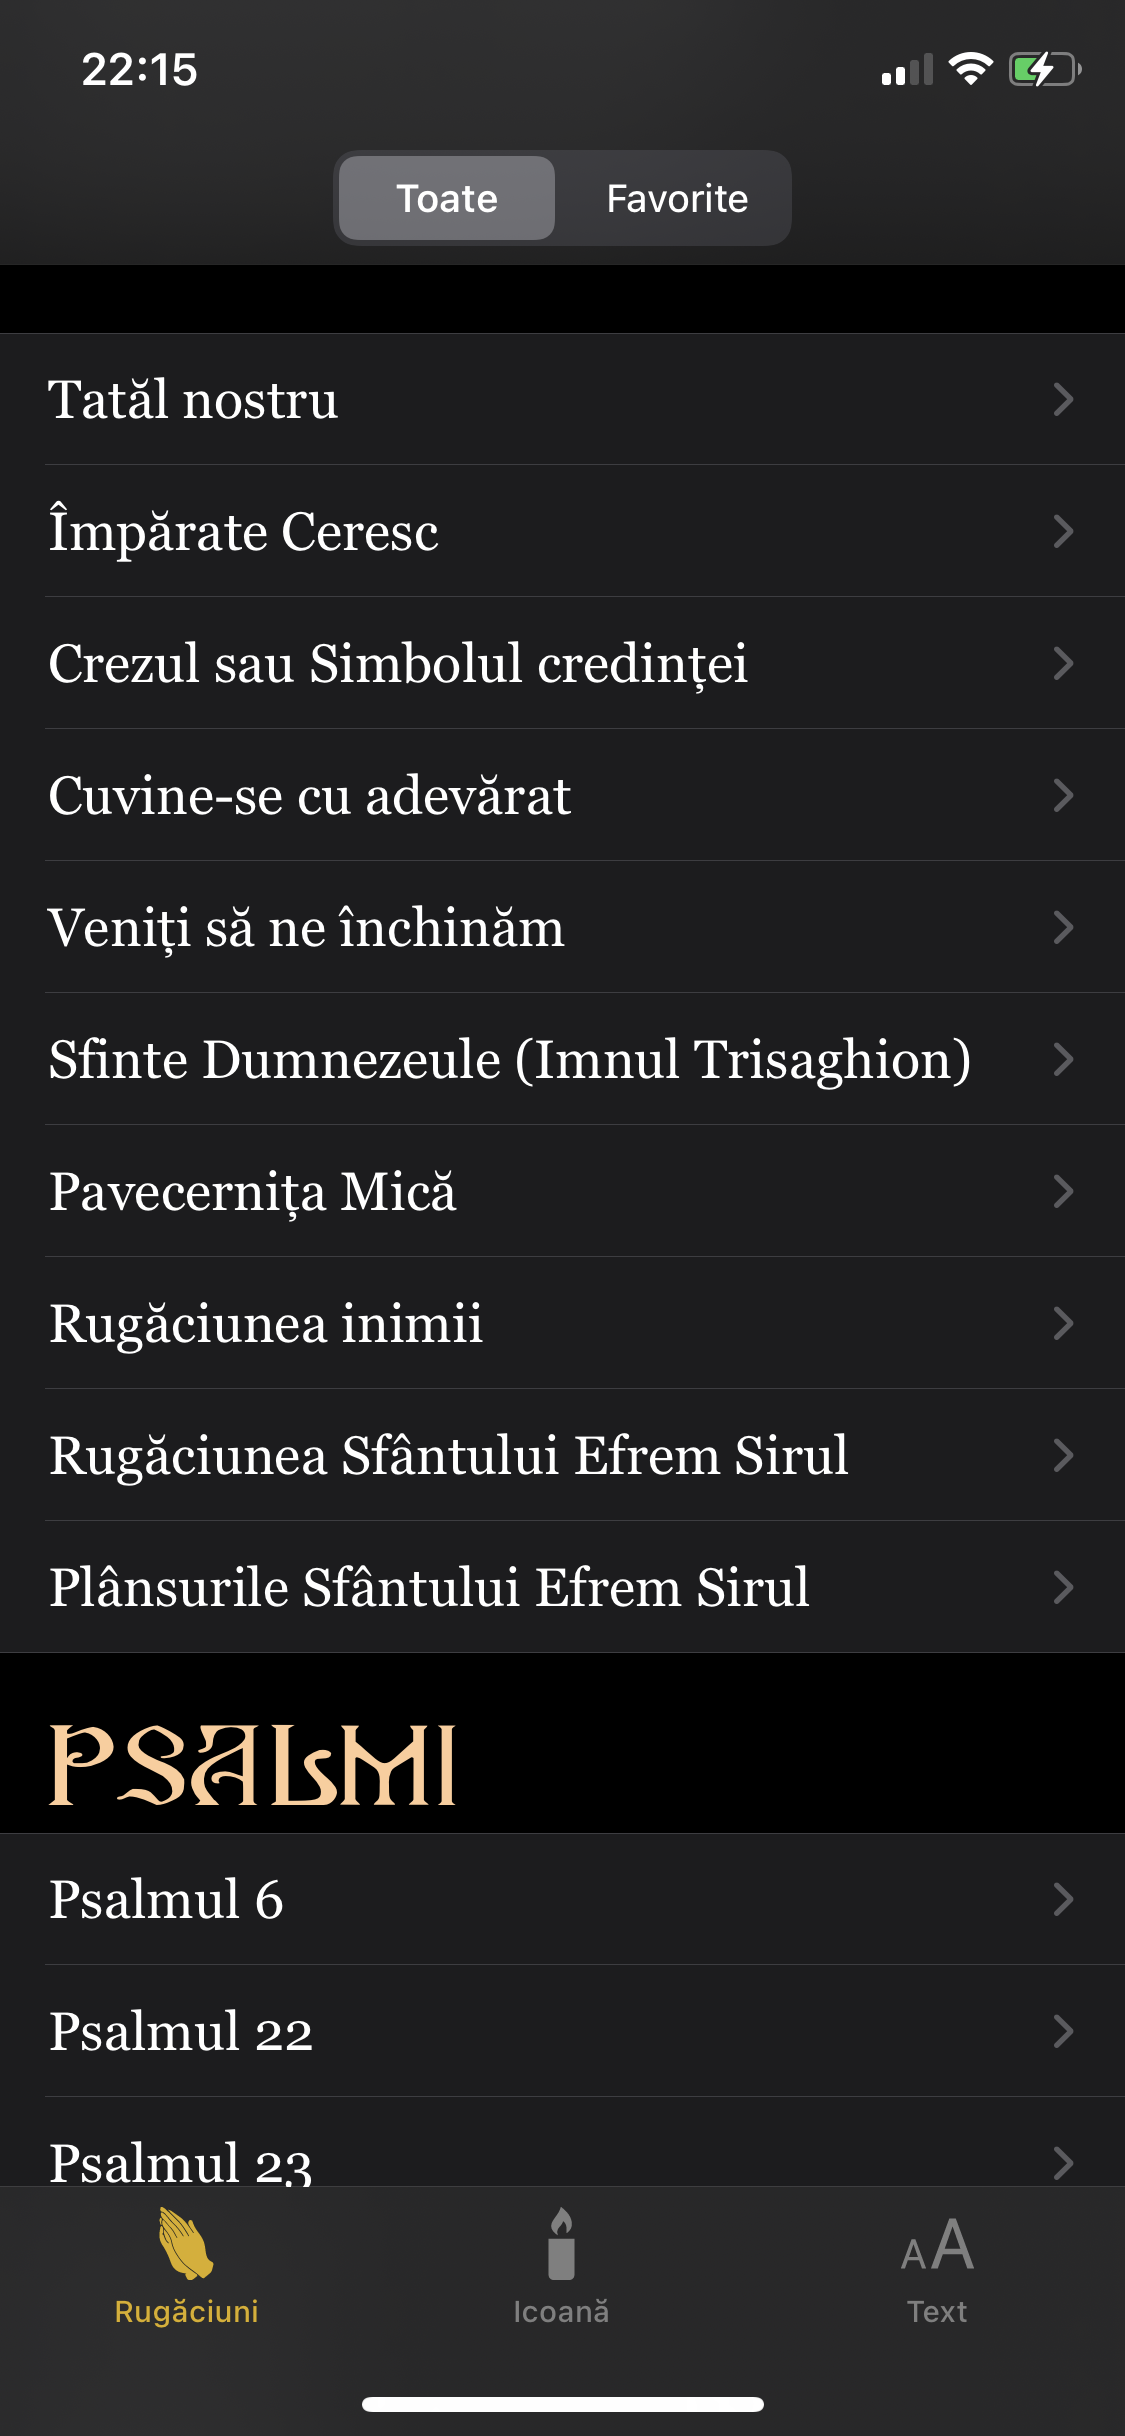 22:15
Toate Favorite
Tatăl nostru
Împărate Ceresc
Crezul sau Simbolul credinței
Cuvine-se cu adevărat
Veniți să ne închinăm
Sfinte Dumnezeule (Imnul Trisaghion)
Pavecernița Mică
Rugăciunea inimii
Rugăciunea Sfântului Efrem Sirul
Plânsurile Sfântului Efrem Sirul
PSALMI
Psalmul 6
Psalmul 22
Psalmul 23
AA
Rugăciuni Icoană Text